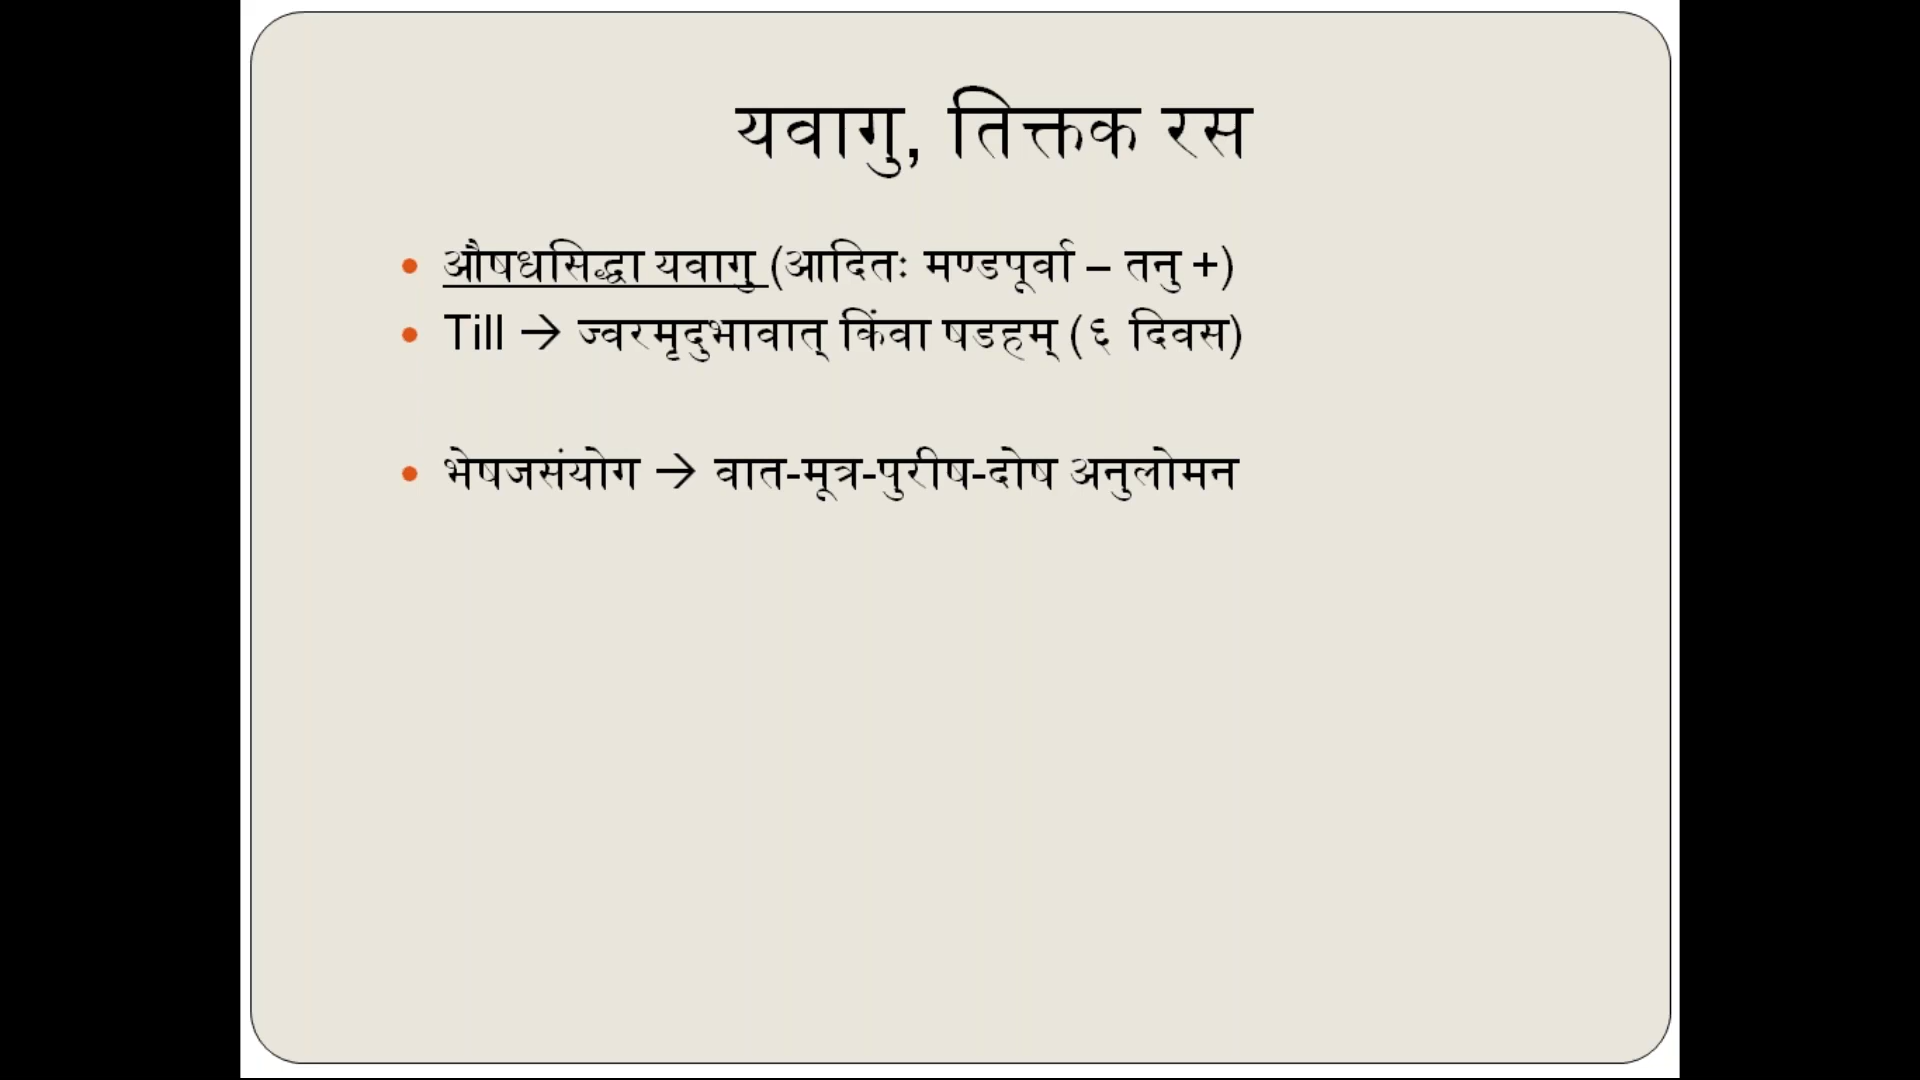 यवागु, तिक्तक रस
• औषधसिद्धा यवागु (आदितः मण्डपूर्वा – तनु +)
• Till → ज्वरमृदुभावात् किंवा षडहम् (६ दिवस)
• भेषजसंयोग → वात-मूत्र-पुरीष-दोष अनुलोमन